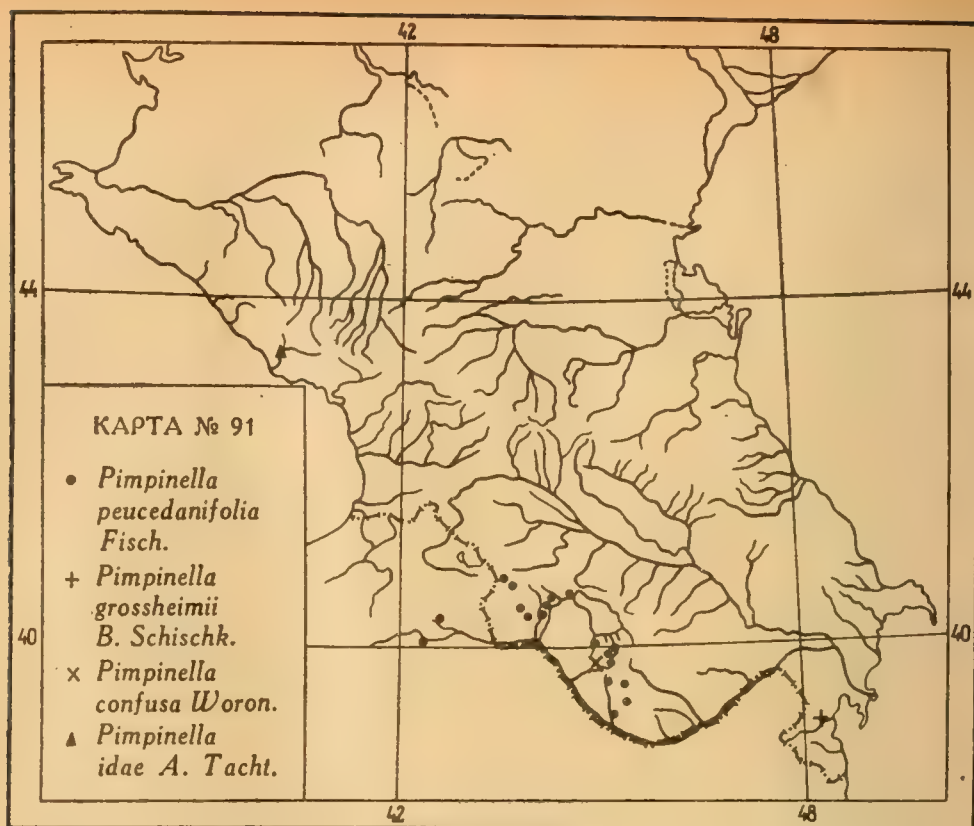 42 48
44 44
КАРТА № 91
• Pimpinella
peucedanifolia
Fisch.
+ Pimpinella
grossheimii
B. Schischk.
× Pimpinella
confusa Woron.
▲ Pimpinella
idae A. Tacht.
40 40
42 48